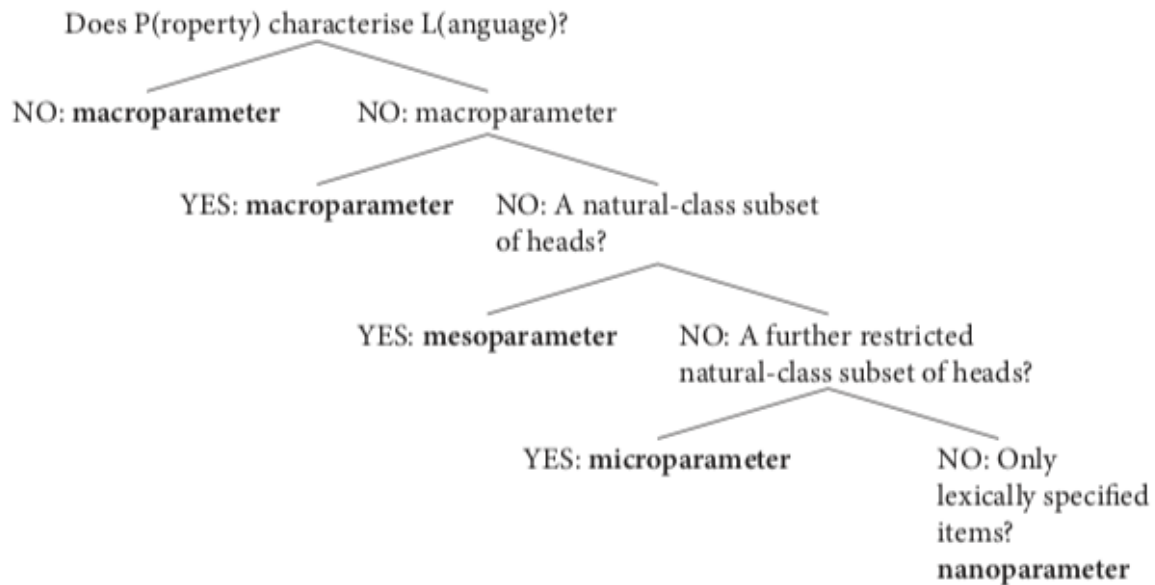 Does P(roperty) characterise L(anguage)?
NO: macroparameter
NO: macroparameter
YES: macroparameter
NO: A natural-class subset
of heads?
YES: mesoparameter
NO: A further restricted
natural-class subset of heads?
YES: microparameter
NO: Only
lexically specified
items?
nanoparameter